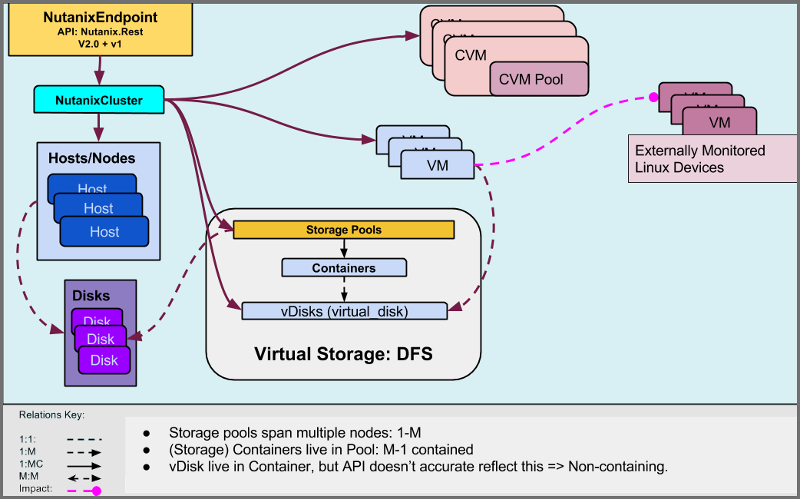 NutanixEndpoint
API: Nutanix.Rest
V2.0 + v1
NutanixCluster
CVM
CVM
CVM
CVM Pool
VM
VM
VM
VM
VM
VM
Externally Monitored
Linux Devices
Hosts/Nodes
Host
Host
Host
Disks
Disk
Disk
Disk
Storage Pools
Containers
vDisks (virtual_disk)
Virtual Storage: DFS
Relations Key:
1:1:
1:M
1:MC
M:M
Impact:
● Storage pools span multiple nodes: 1-M
● (Storage) Containers live in Pool: M-1 contained
● vDisk live in Container, but API doesn't accurate reflect this => Non-containing.